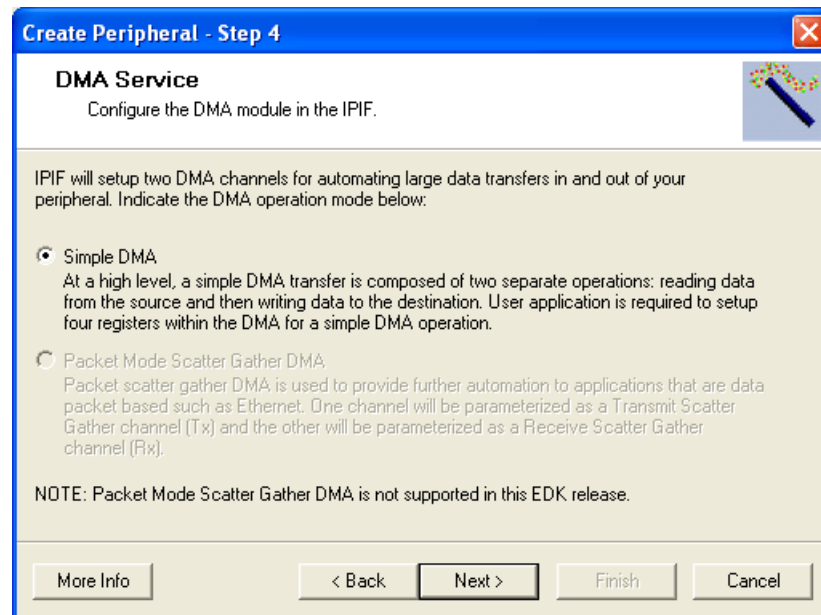 Create Peripheral - Step 4
DMA Service
Configure the DMA module in the IPIF.
IPIF will setup two DMA channels for automating large data transfers in and out of your
peripheral. Indicate the DMA operation mode below:
Simple DMA
At a high level, a simple DMA transfer is composed of two separate operations: reading data
from the source and then writing data to the destination. User application is required to setup
four registers within the DMA for a simple DMA operation.
Packet Mode Scatter Gather DMA
Packet scatter gather DMA is used to provide further automation to applications that are data
packet based such as Ethernet. One channel will be parameterized as a Transmit Scatter
Gather channel (Tx) and the other will be parameterized as a Receive Scatter Gather
channel (Rx).
NOTE: Packet Mode Scatter Gather DMA is not supported in this EDK release.
More Info < Back Next > Finish Cancel